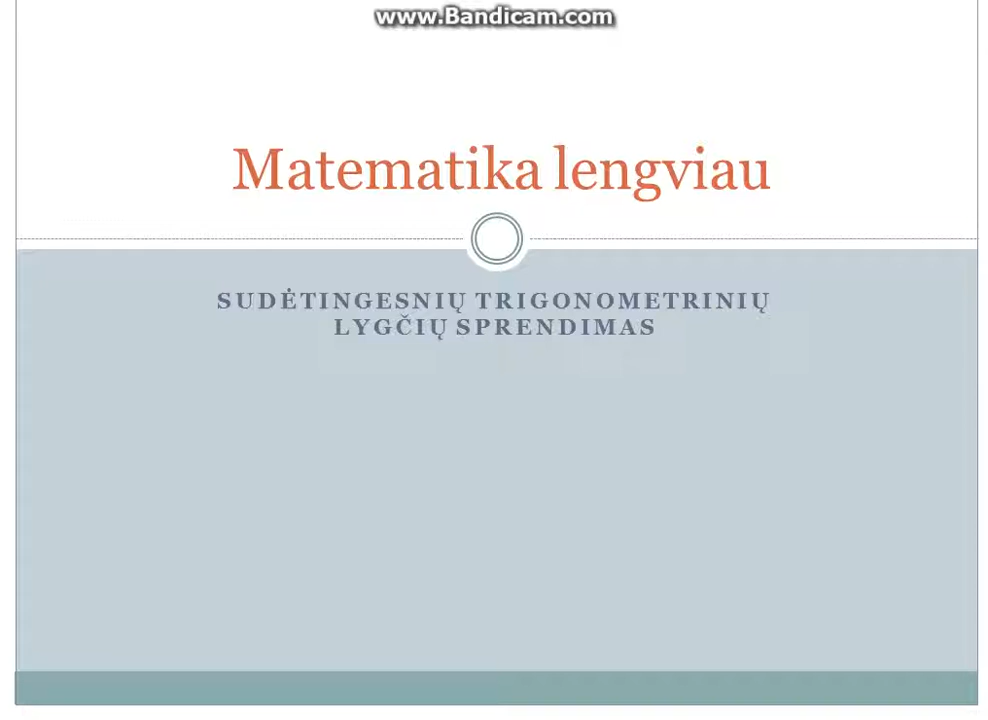 www.Bandicam.com
Matematika lengviau
SUDĖTINGESNIŲ TRIGONOMETRINIŲ
LYGČIŲ SPRENDIMAS